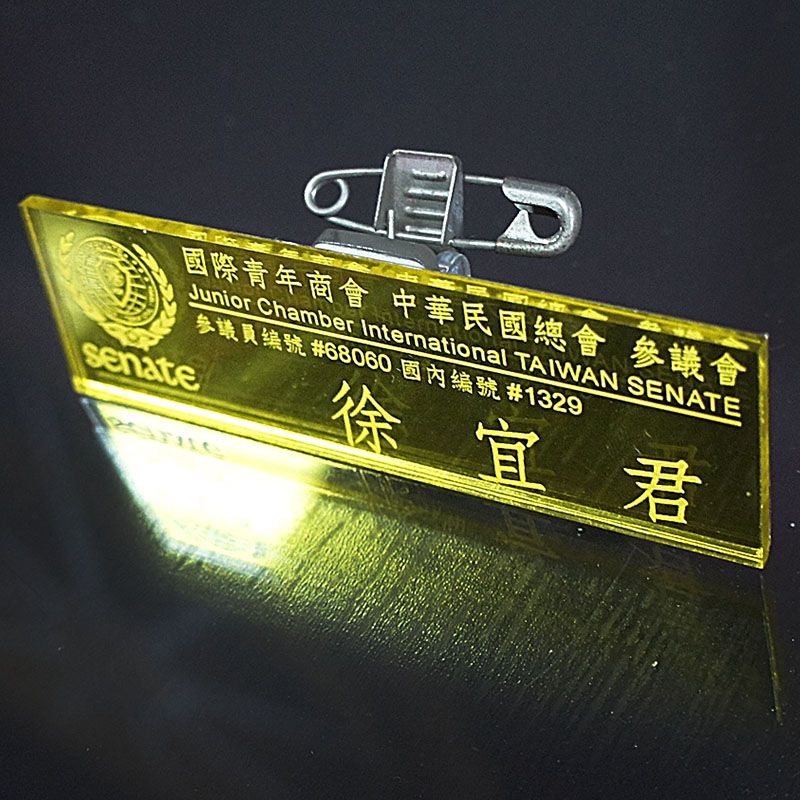 國際青年商會 中華民國總會 參議會
Junior Chamber International TAIWAN SENATE
參議員編號 #68060 國內編號 #1329
senate
徐宜君